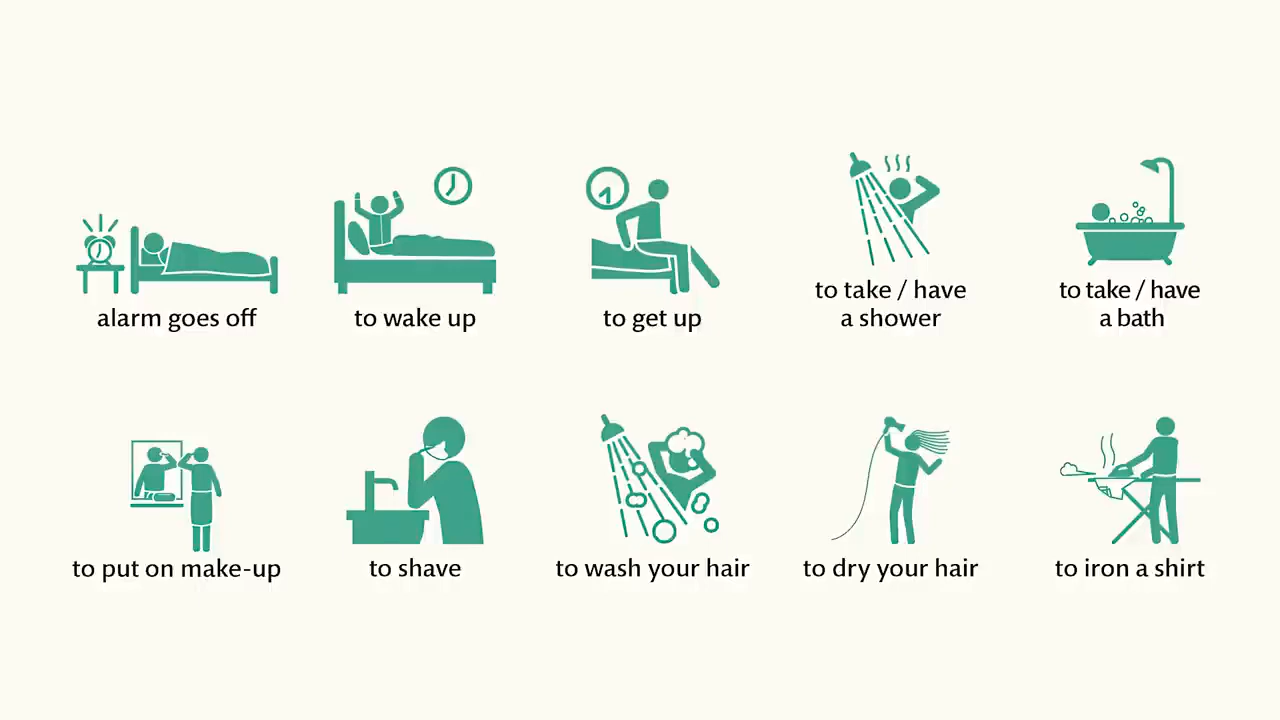 alarm goes off
to wake up
to get up
to take / have
a shower
to take / have
a bath
to put on make-up
to shave
to wash your hair
to dry your hair
to iron a shirt